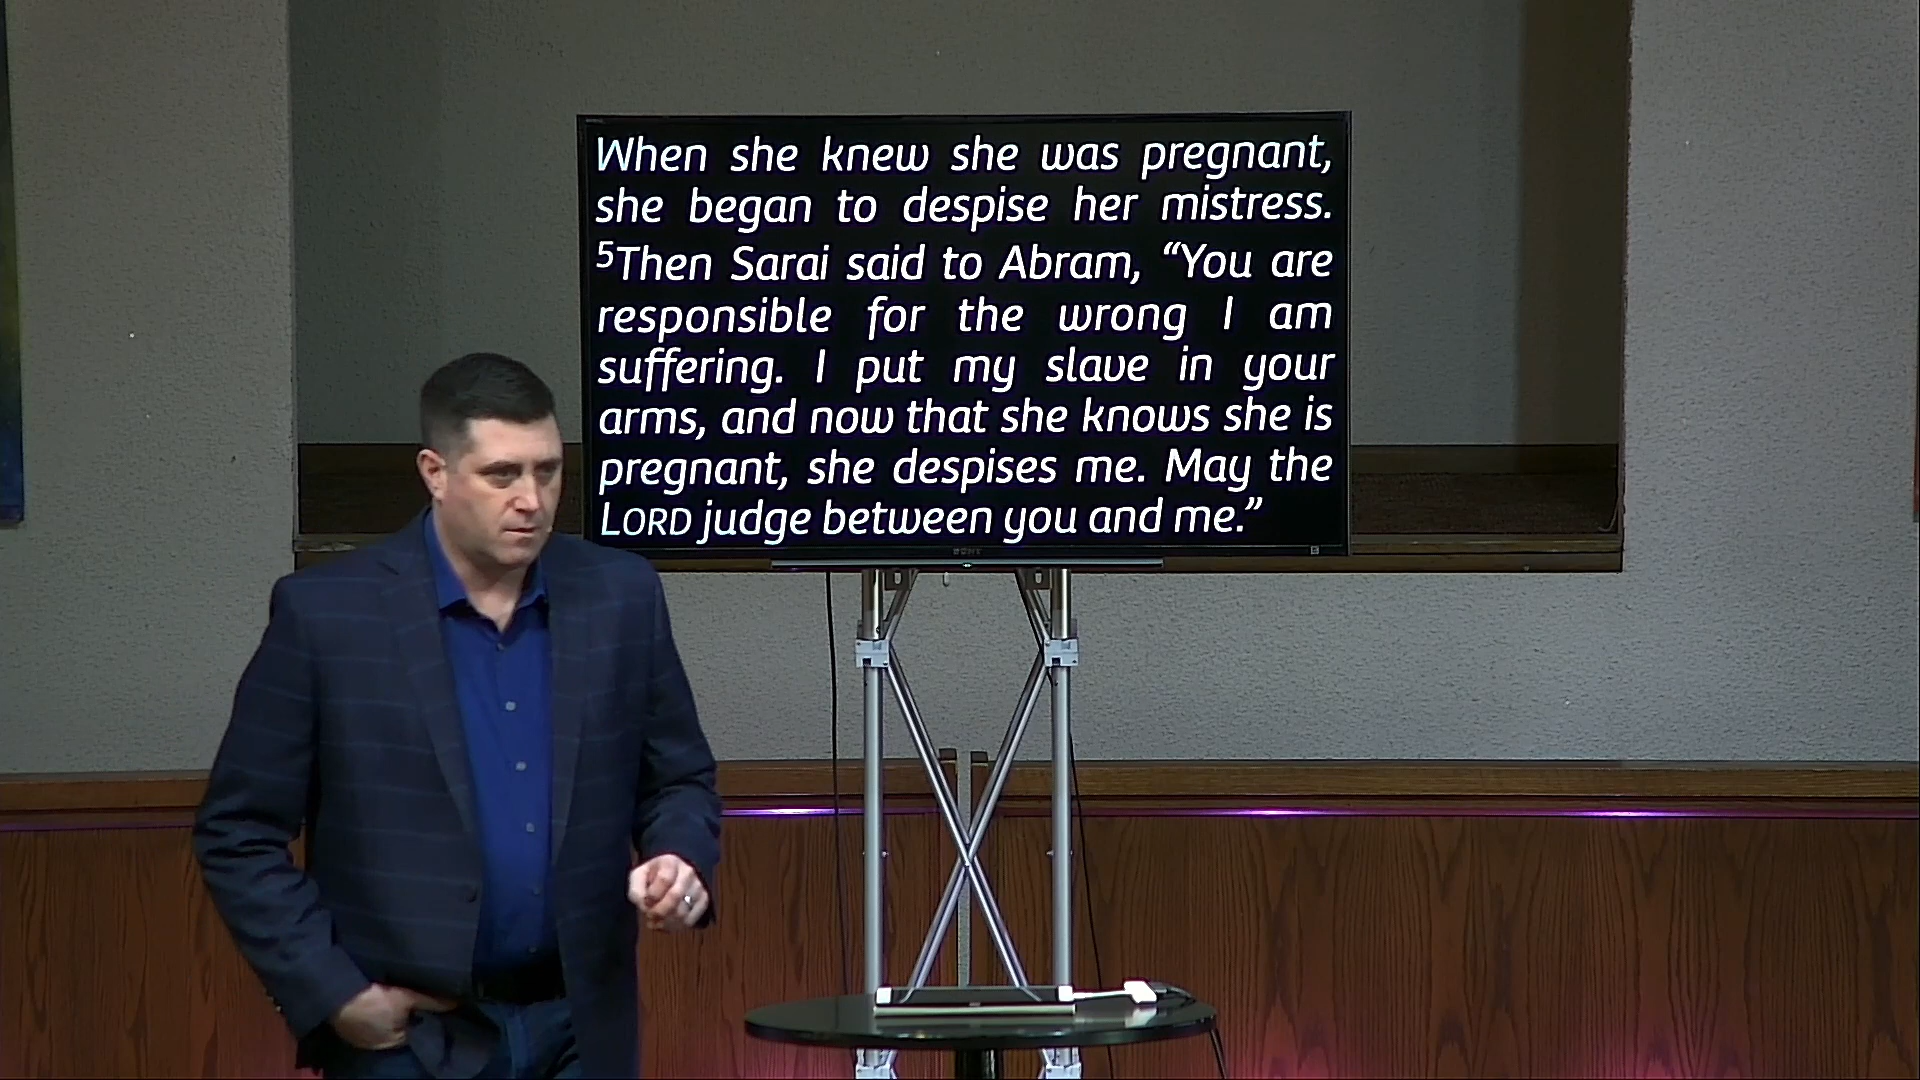 When she knew she was pregnant,
she began to despise her mistress.
⁵Then Sarai said to Abram, “You are
responsible for the wrong I am
suffering. I put my slave in your
arms, and now that she knows she is
pregnant, she despises me. May the
LORD judge between you and me.”
SONY